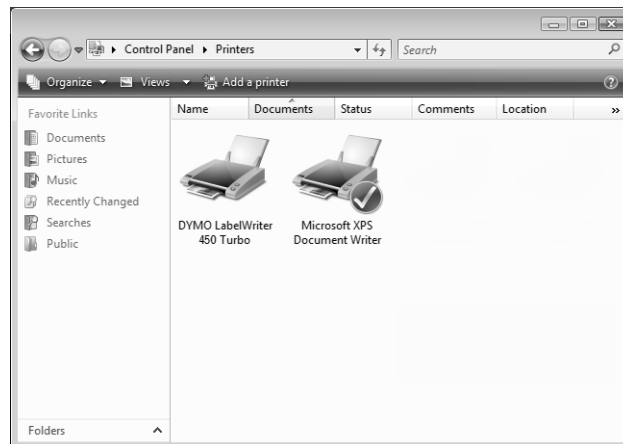 Control Panel ▸ Printers
Search
Organize
Views
Add a printer
Favorite Links
Documents
Pictures
Music
Recently Changed
Searches
Public
Folders
Name
Documents
Status
Comments
Location
»
DYMO LabelWriter
450 Turbo
Microsoft XPS
Document Writer